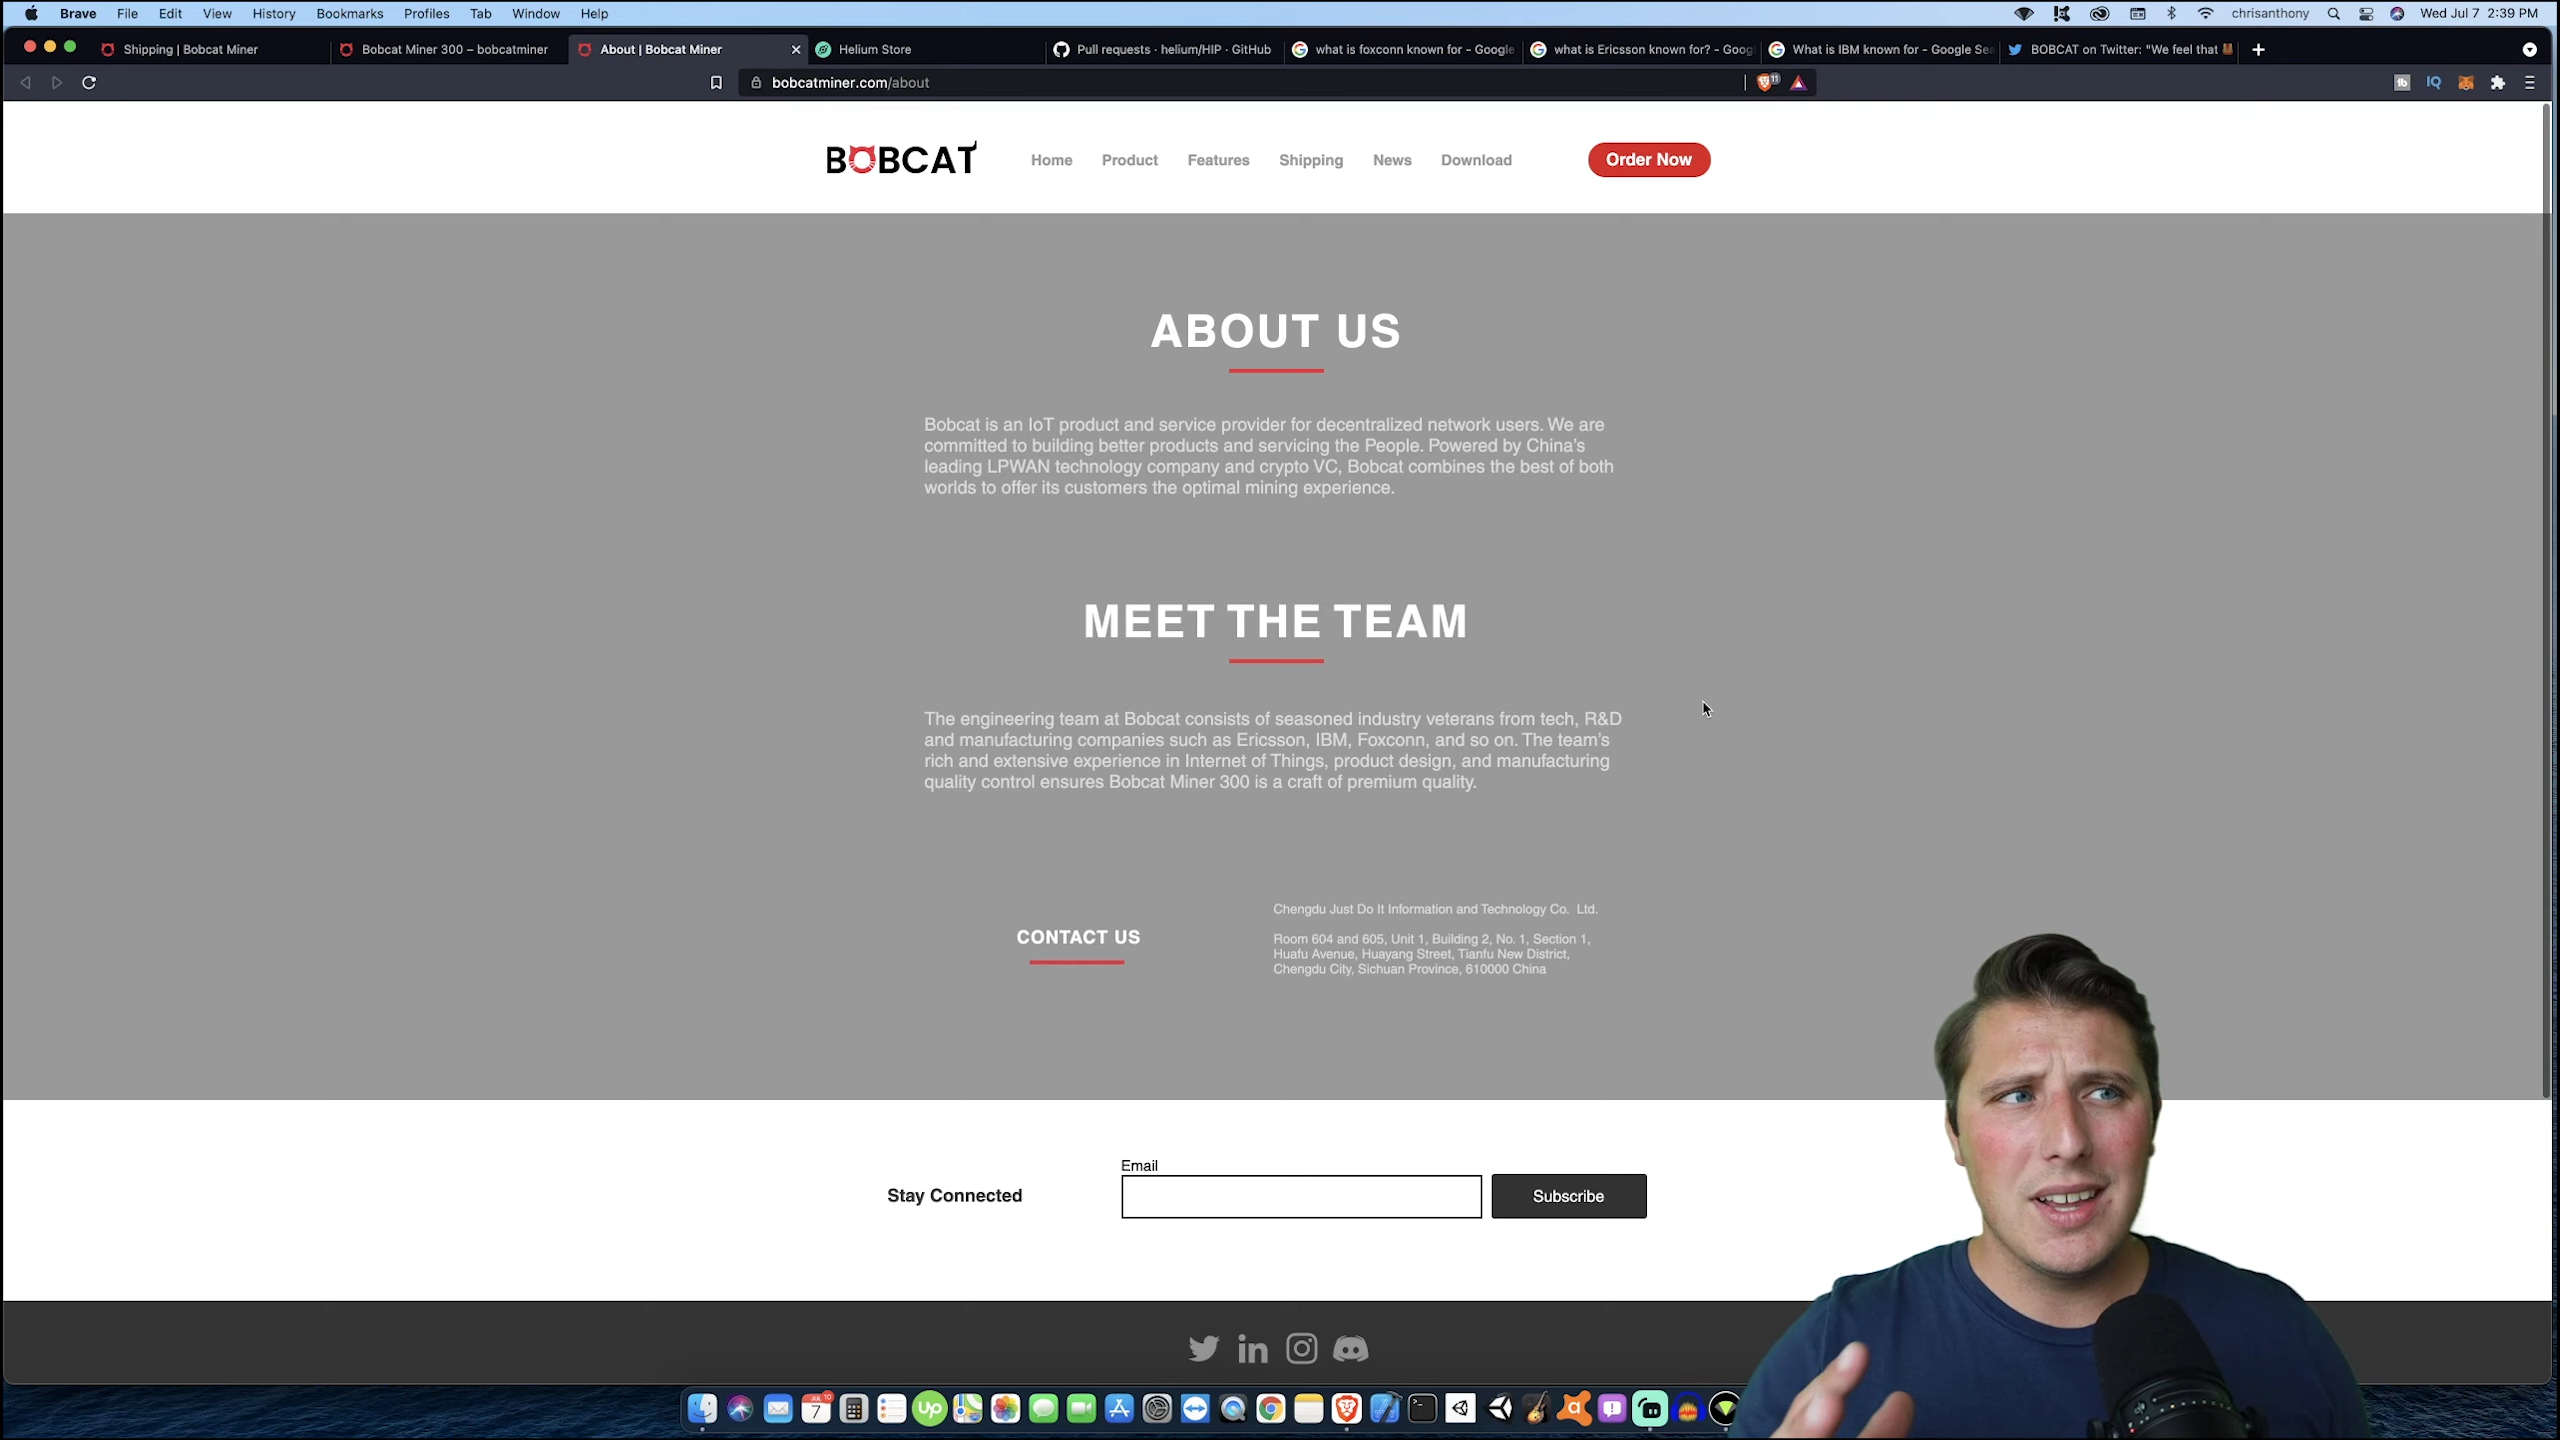 Brave File Edit View History Bookmarks Profiles Tab Window Help chrisanthony Wed Jul 7 2:39 PM
Shipping | Bobcat Miner Bobcat Miner 300 – bobcatminer About | Bobcat Miner Helium Store Pull requests · helium/HIP · GitHub what is foxconn known for - Google what is Ericsson known for? - Goog What is IBM known for - Google Sea BOBCAT on Twitter: "We feel that
bobcatminer.com/about
BOBCAT Home Product Features Shipping News Download Order Now
ABOUT US
Bobcat is an IoT product and service provider for decentralized network users. We are
committed to building better products and servicing the People. Powered by China's
leading LPWAN technology company and crypto VC, Bobcat combines the best of both
worlds to offer its customers the optimal mining experience.
MEET THE TEAM
The engineering team at Bobcat consists of seasoned industry veterans from tech, R&D
and manufacturing companies such as Ericsson, IBM, Foxconn, and so on. The team's
rich and extensive experience in Internet of Things, product design, and manufacturing
quality control ensures Bobcat Miner 300 is a craft of premium quality.
CONTACT US
Chengdu Just Do It Information and Technology Co. Ltd.
Room 604 and 605, Unit 1, Building 2, No. 1, Section 1,
Huafu Avenue, Huayang Street, Tianfu New District,
Chengdu City, Sichuan Province, 610000 China
Email
Stay Connected Subscribe